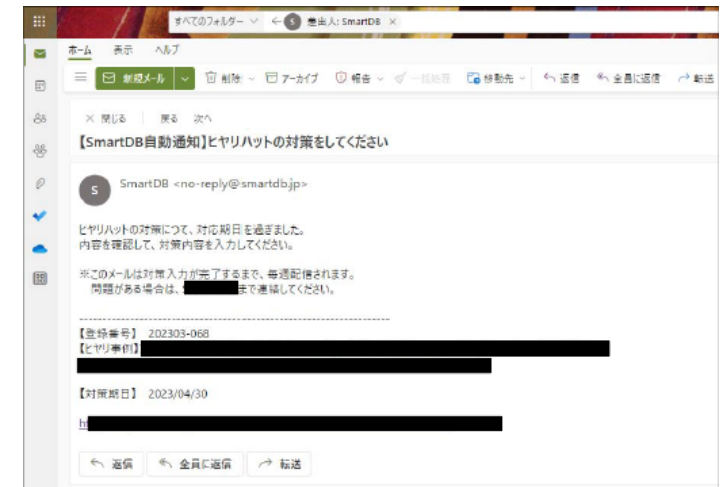 すべてのフォルダー ← S 差出人: SmartDB ×
ホーム 表示 ヘルプ
新規メール 削除 アーカイブ 報告 一括処理 移動先 返信 全員に返信 転送
× 閉じる 戻る 次へ
【SmartDB自動通知】ヒヤリハットの対策をしてください
S SmartDB <no-reply@smartdb.jp>
ヒヤリハットの対策につて、対応期日を過ぎました。
内容を確認して、対策内容を入力してください。
※このメールは対策入力が完了するまで、毎週配信されます。
問題がある場合は、 まで連絡してください。
-----------------------------------------------------------------
【登録番号】 202303-068
【ヒヤリ事例】
【対策期日】 2023/04/30
返信 全員に返信 転送